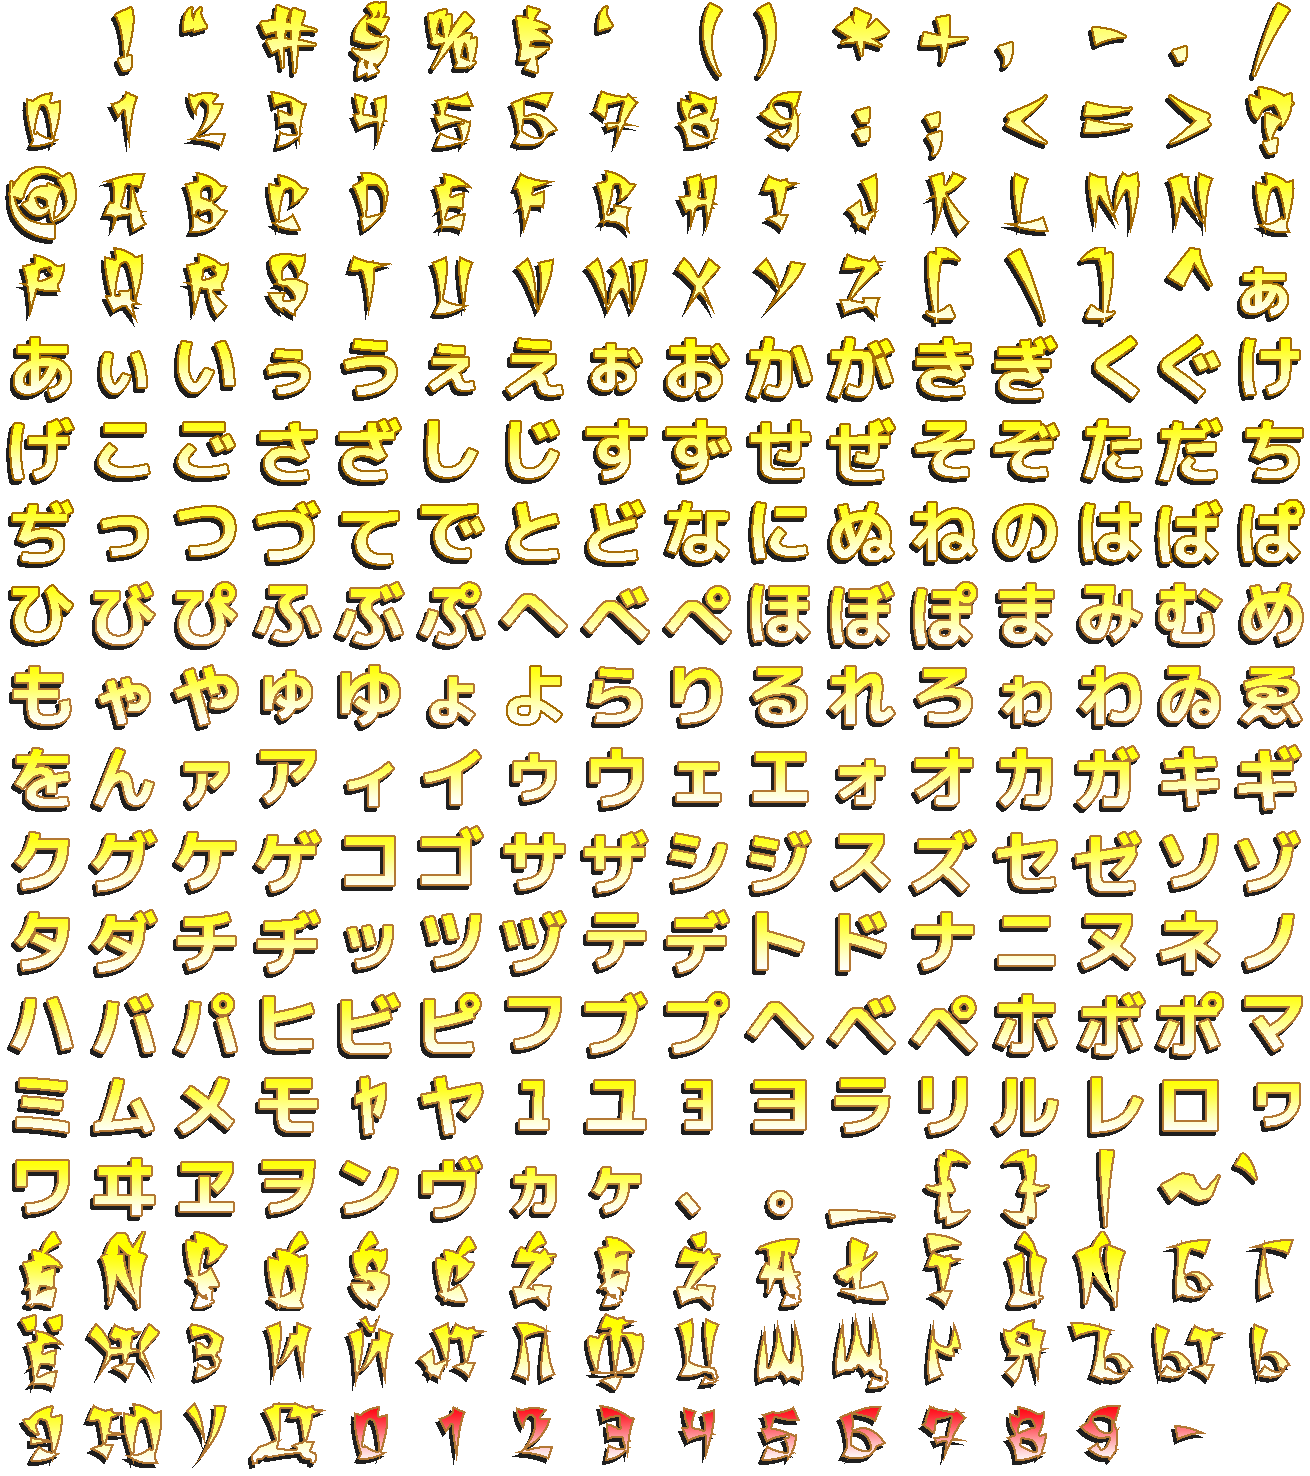 ! “ # $ % ‘ ( ) * + , - . /
0 1 2 3 4 5 6 7 8 9 : ; < = > ?
@ A B C D E F G H I J K L M N O
P Q R S T U V W X Y Z [ \ ] ^ ぁ
あ ぃ い ぅ う ぇ え ぉ お か が き ぎ く ぐ け
げ こ ご さ ざ し じ す ず せ ぜ そ ぞ た だ ち
ぢ っ つ づ て で と ど な に ぬ ね の は ば ぱ
ひ び ぴ ふ ぶ ぷ へ べ ぺ ほ ぼ ぽ ま み む め
も ゃ や ゅ ゆ ょ よ ら り る れ ろ ゎ わ ゐ ゑ
を ん ァ ア ィ イ ゥ ウ ェ エ ォ オ カ ガ キ ギ
ク グ ケ ゲ コ ゴ サ ザ シ ジ ス ズ セ ゼ ソ ゾ
タ ダ チ ヂ ッ ツ ヅ テ デ ト ド ナ ニ ヌ ネ ノ
ハ バ パ ヒ ビ ピ フ ブ プ ヘ ベ ペ ホ ボ ポ マ
ミ ム メ モ ャ ヤ ュ ユ ョ ヨ ラ リ ル レ ロ ヮ
ワ ヰ ヱ ヲ ン ヴ ヵ ヶ 、 。 _ { } | ~ `
É Ñ Ş Ó Ś Ć Ź Ę Ż Ą Ł Б Г
Ё Ж З И Й Л П Ф Ц Ш Щ Я Ъ Ы Ь
Э Ю У Д 0 1 2 3 4 5 6 7 8 9 -